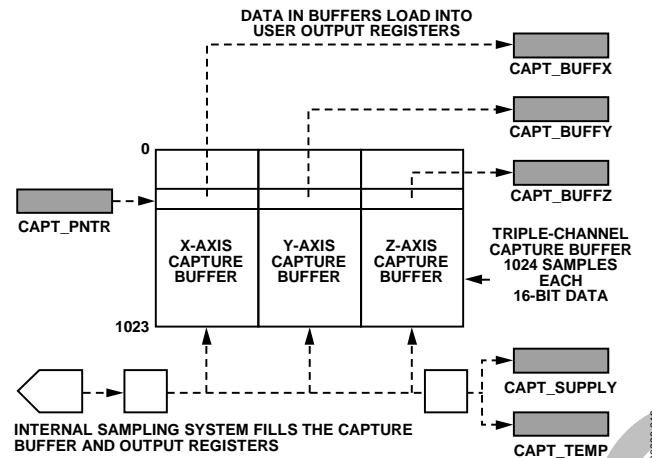 DATA IN BUFFERS LOAD INTO
USER OUTPUT REGISTERS
CAPT_BUFFX
CAPT_BUFFY
0
CAPT_BUFFZ
CAPT_PNTR
X-AXIS
CAPTURE
BUFFER
Y-AXIS
CAPTURE
BUFFER
Z-AXIS
CAPTURE
BUFFER
TRIPLE-CHANNEL
CAPTURE BUFFER
1024 SAMPLES
EACH
16-BIT DATA
1023
CAPT_SUPPLY
INTERNAL SAMPLING SYSTEM FILLS THE CAPTURE
BUFFER AND OUTPUT REGISTERS
CAPT_TEMP